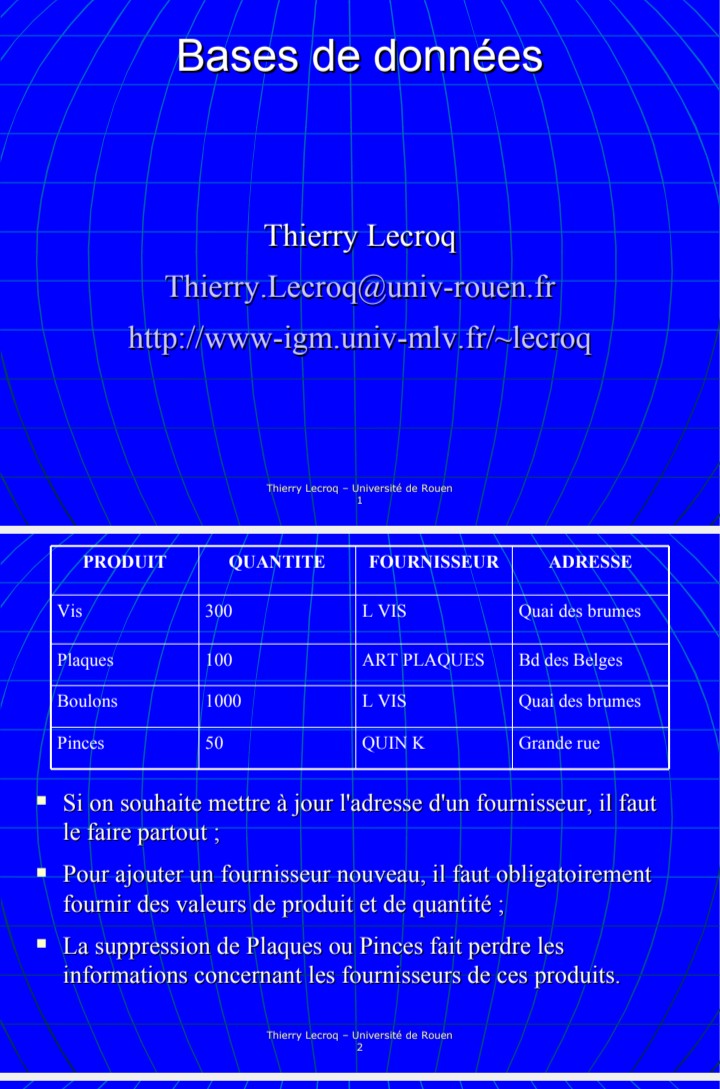 Bases de données
Thierry Lecroq
Thierry.Lecroq@univ-rouen.fr
http://www-igm.univ-mlv.fr/~lecroq
Thierry Lecroq – Université de Rouen
1
PRODUIT QUANTITE FOURNISSEUR ADRESSE
Vis 300 L VIS Quai des brumes
Plaques 100 ART PLAQUES Bd des Belges
Boulons 1000 L VIS Quai des brumes
Pinces 50 QUIN K Grande rue
Si on souhaite mettre à jour l'adresse d'un fournisseur, il faut
le faire partout ;
Pour ajouter un fournisseur nouveau, il faut obligatoirement
fournir des valeurs de produit et de quantité ;
La suppression de Plaques ou Pinces fait perdre les
informations concernant les fournisseurs de ces produits.
Thierry Lecroq – Université de Rouen
2